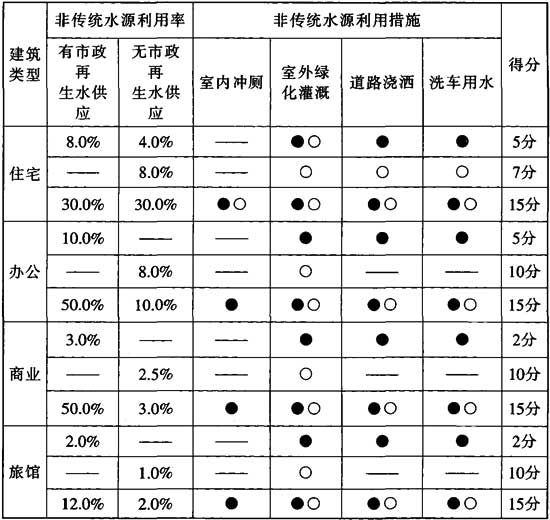 建筑类型 非传统水源利用率 非传统水源利用措施 得分
有市政再生水供应 无市政再生水供应 室内冲厕 室外绿化灌溉 道路浇洒 洗车用水
住宅 8.0% 4.0% — ●○ ● ● 5分
— 8.0% — ○ ○ ○ 7分
30.0% 30.0% ●○ ●○ ●○ ●○ 15分
办公 10.0% — — ● ● ● 5分
— 8.0% — ○ — — 10分
50.0% 10.0% ● ●○ ●○ ●○ 15分
商业 3.0% — — ● ● ● 2分
— 2.5% — ○ — — 10分
50.0% 3.0% ● ●○ ●○ ●○ 15分
旅馆 2.0% — — ● ● ● 2分
— 1.0% — ○ — — 10分
12.0% 2.0% ● ●○ ●○ ●○ 15分